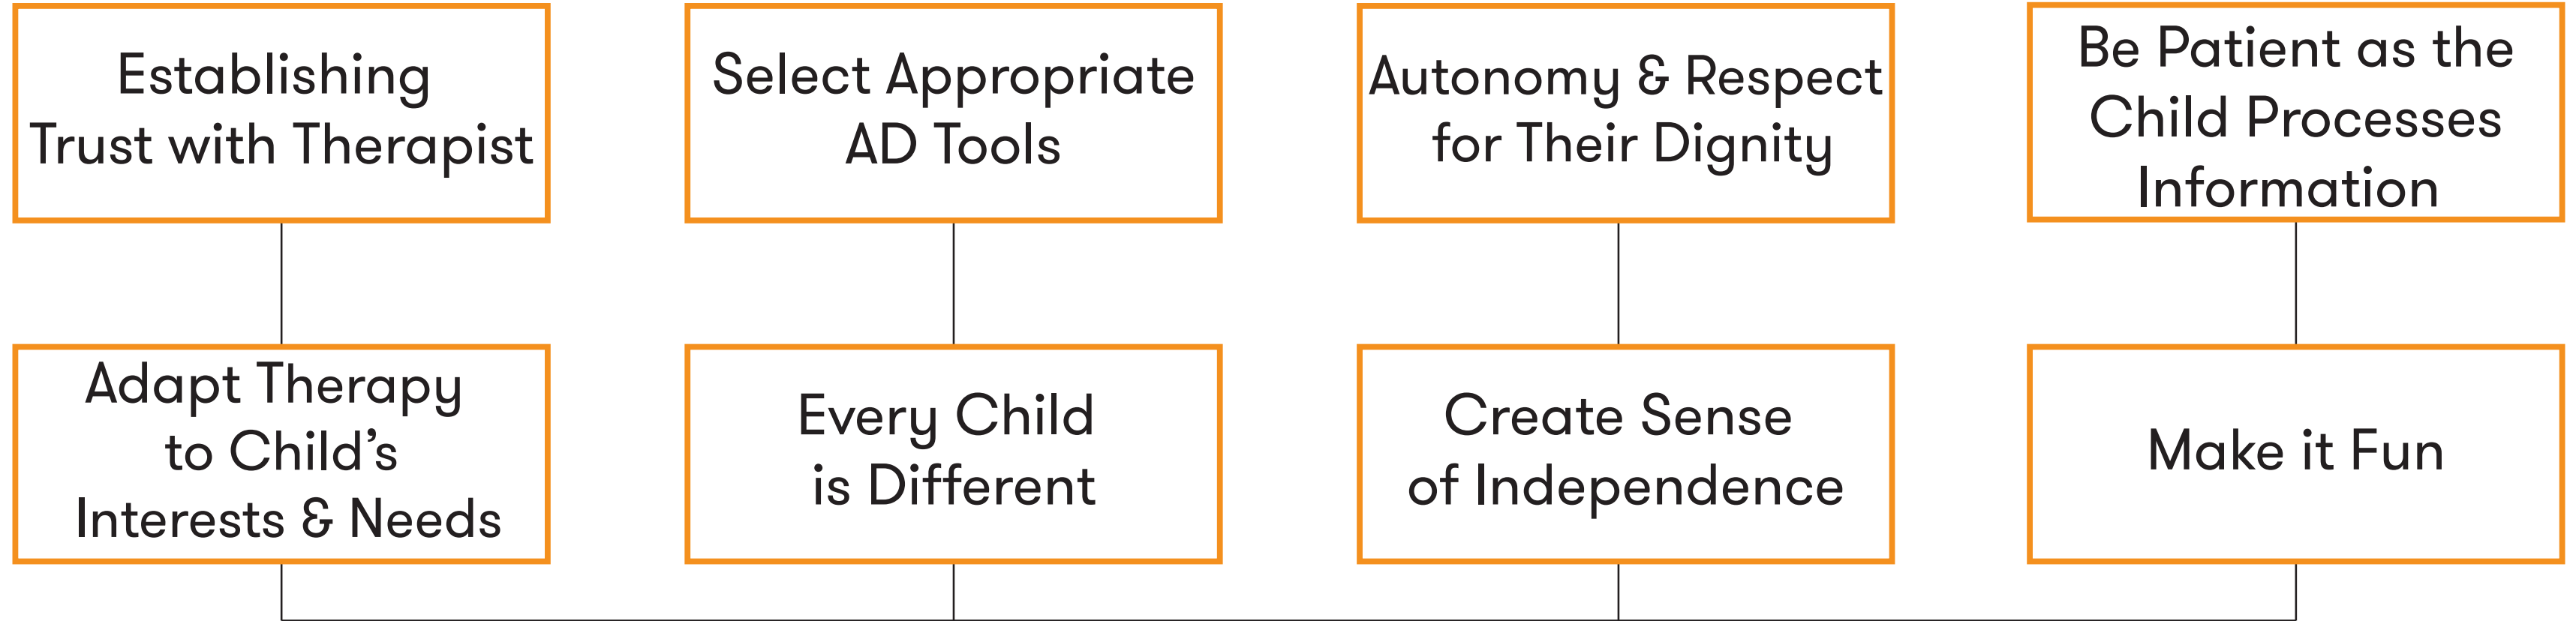 Establishing
Trust with Therapist
Select Appropriate
AD Tools
Autonomy & Respect
for Their Dignity
Be Patient as the
Child Processes
Information
Adapt Therapy
to Child’s
Interests & Needs
Every Child
is Different
Create Sense
of Independence
Make it Fun